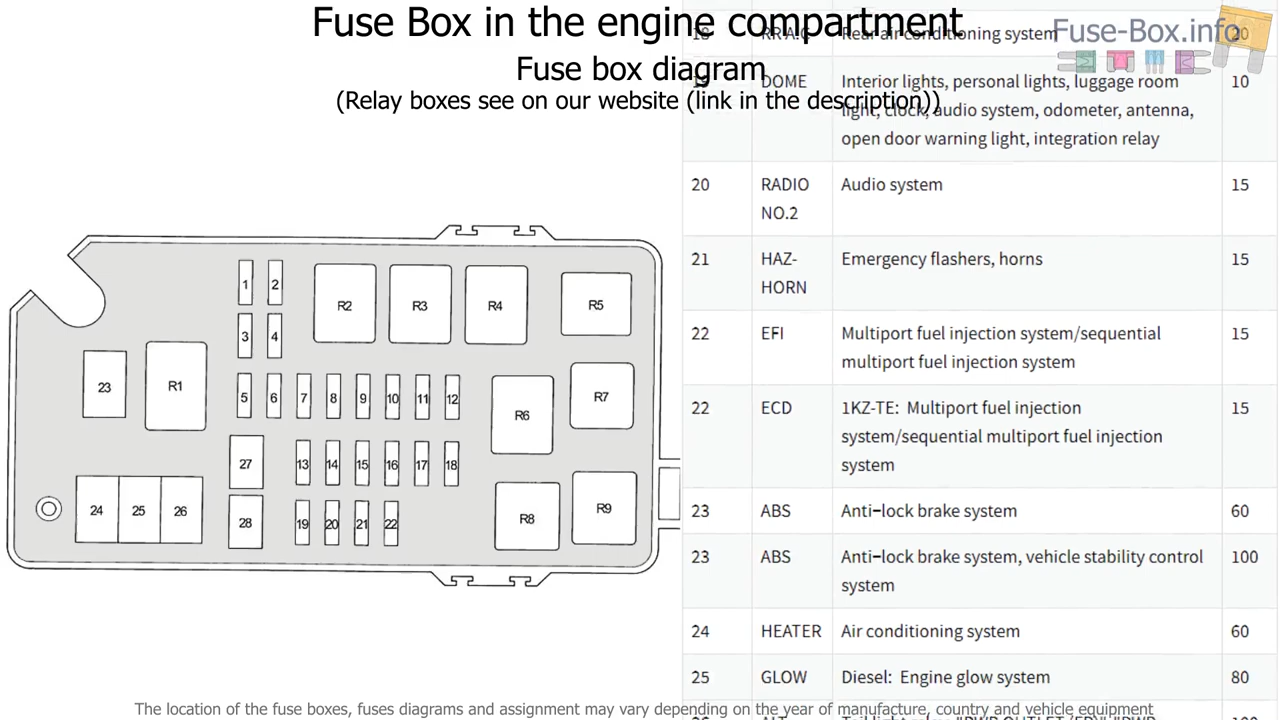 Fuse Box in the engine compartment
Fuse box diagram
(Relay boxes see on our website (link in the description))
Fuse-Box.info
18 RR A/C Rear air conditioning system 20
19 DOME Interior lights, personal lights, luggage room 10
light, clock, audio system, odometer, antenna,
open door warning light, integration relay
20 RADIO Audio system 15
NO.2
21 HAZ- Emergency flashers, horns 15
HORN
22 EFI Multiport fuel injection system/sequential 15
multiport fuel injection system
22 ECD 1KZ-TE: Multiport fuel injection 15
system/sequential multiport fuel injection
system
23 ABS Anti-lock brake system 60
23 ABS Anti-lock brake system, vehicle stability control 100
system
24 HEATER Air conditioning system 60
25 GLOW Diesel: Engine glow system 80
1 2
R2 R3 R4 R5
3 4
23 R1
5 6 7 8 9 10 11 12
R6 R7
27 13 14 15 16 17 18
24 25 26
28 19 20 21 22
R8 R9
The location of the fuse boxes, fuses diagrams and assignment may vary depending on the year of manufacture, country and vehicle equipment